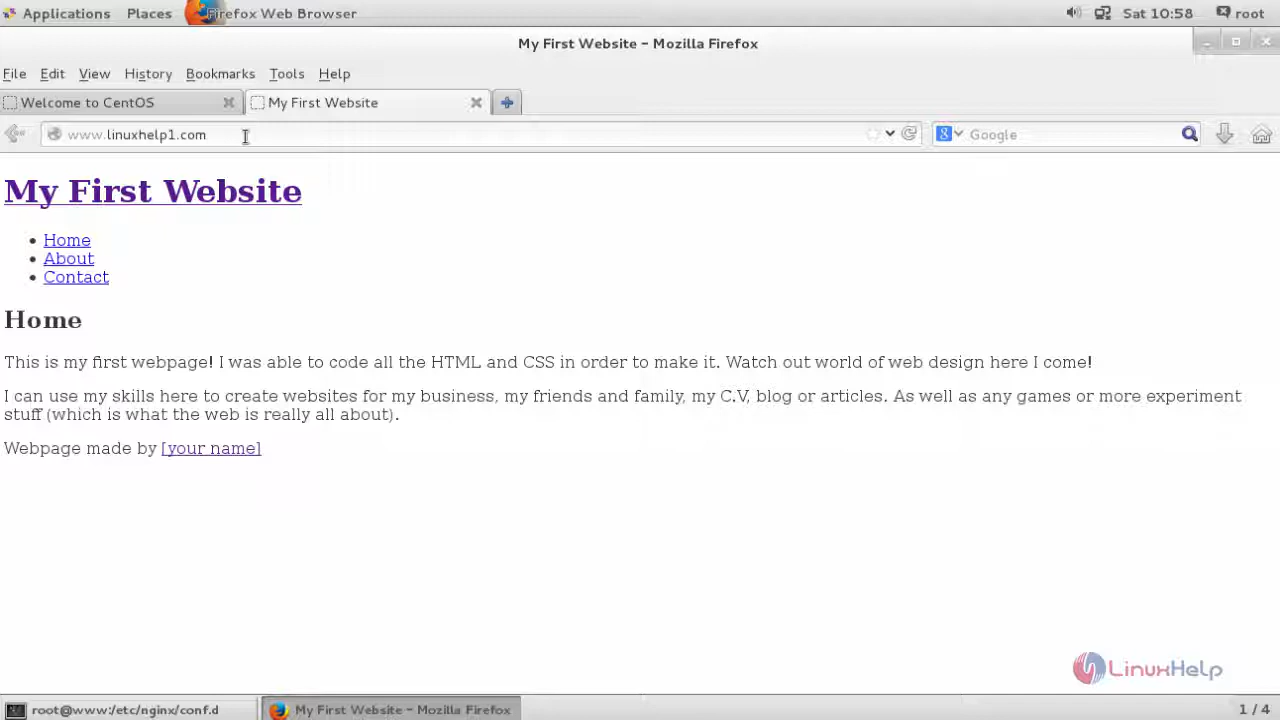 Applications Places Firefox Web Browser Sat 10:58 root
My First Website - Mozilla Firefox
File Edit View History Bookmarks Tools Help
Welcome to CentOS My First Website
www.linuxhelp1.com 8 Google
My First Website
• Home
• About
• Contact
Home
This is my first webpage! I was able to code all the HTML and CSS in order to make it. Watch out world of web design here I come!
I can use my skills here to create websites for my business, my friends and family, my C.V, blog or articles. As well as any games or more experiment
stuff (which is what the web is really all about).
Webpage made by [your name]
LinuxHelp
root@www:/etc/nginx/conf.d My First Website - Mozilla Firefox 1 / 4